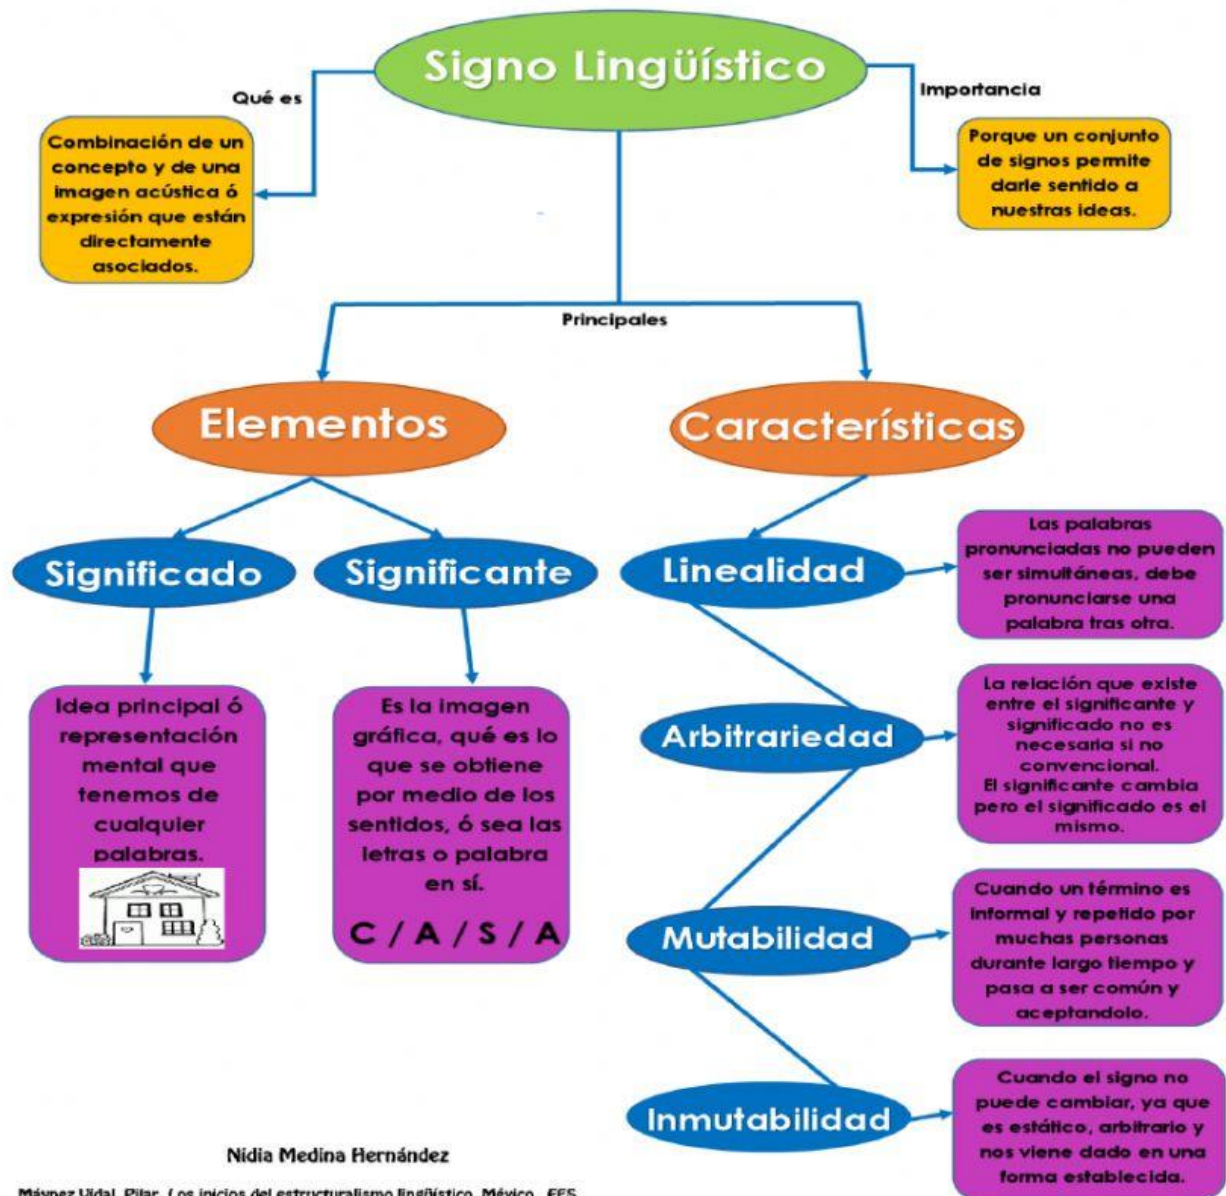 Signo Lingüístico
Qué es
Combinación de un
concepto y de una
imagen acústica ó
expresión que están
directamente
asociados.
Importancia
Porque un conjunto
de signos permite
darle sentido a
nuestras ideas.
Principales
Elementos
Significado
Idea principal ó
representación
mental que
tenemos de
cualquier
palabras.
Significante
Es la imagen
gráfica, qué es lo
que se obtiene
por medio de los
sentidos, ó sea las
letras o palabra
en sí.
C / A / S / A
Características
Linealidad
Las palabras
pronunciadas no pueden
ser simultáneas, debe
pronunciarse una
palabra tras otra.
Arbitrariedad
La relación que existe
entre el significante y
significado no es
necesaria si no
convencional.
El significante cambia
pero el significado es el
mismo.
Mutabilidad
Cuando un término es
informal y repetido por
muchas personas
durante largo tiempo y
pasa a ser común y
aceptandolo.
Inmutabilidad
Cuando el signo no
puede cambiar, ya que
es estático, arbitrario y
nos viene dado en una
forma establecida.
Nidia Medina Hernández
Máynez Vidal, Pilar. Los inicios del estructuralismo lingüístico. México, FES